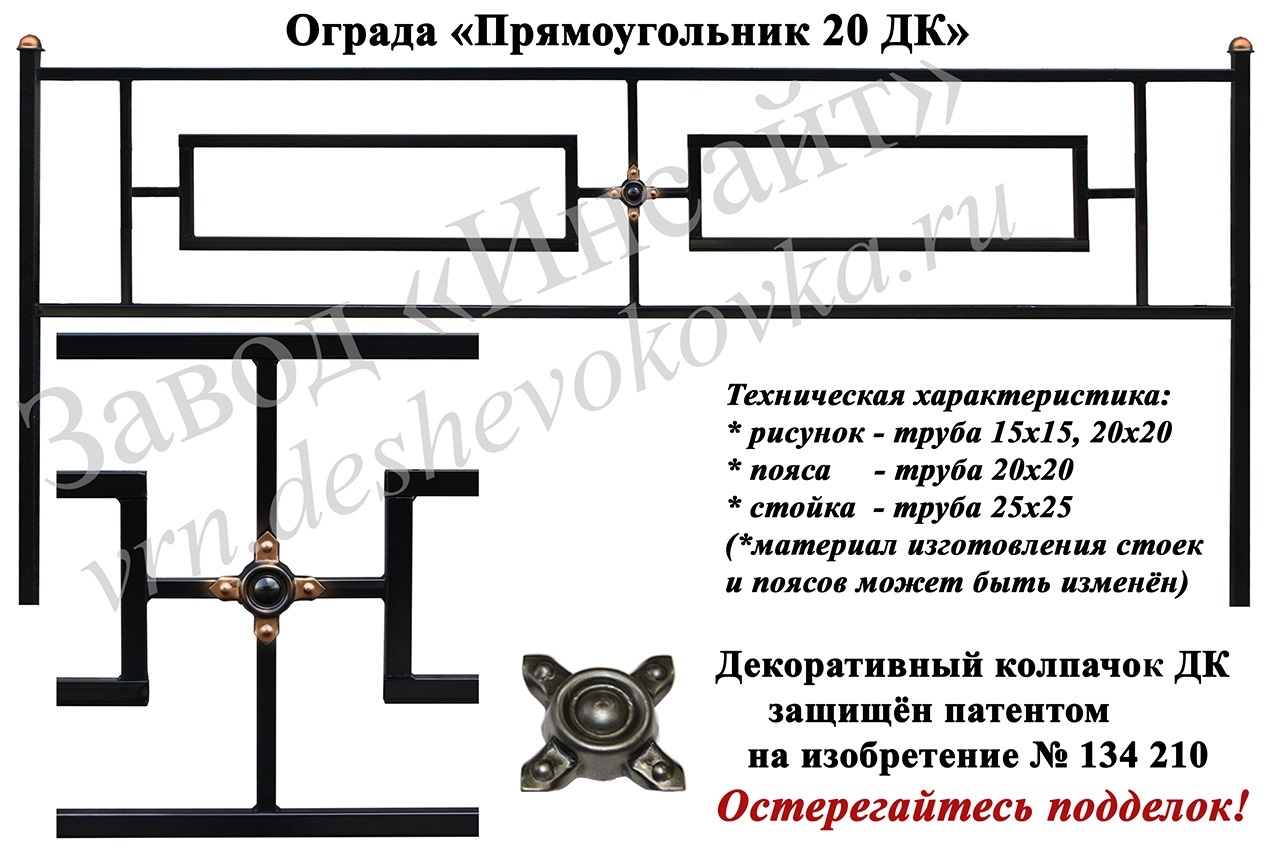 Ограда «Прямоугольник 20 ДК»
Завод «Инсайт»
vrn.deshevokovka.ru
Техническая характеристика:
* рисунок - труба 15х15, 20х20
* пояса - труба 20х20
* стойка - труба 25х25
(*материал изготовления стоек
и поясов может быть изменён)
Декоративный колпачок ДК
защищён патентом
на изобретение № 134 210
Остерегайтесь подделок!